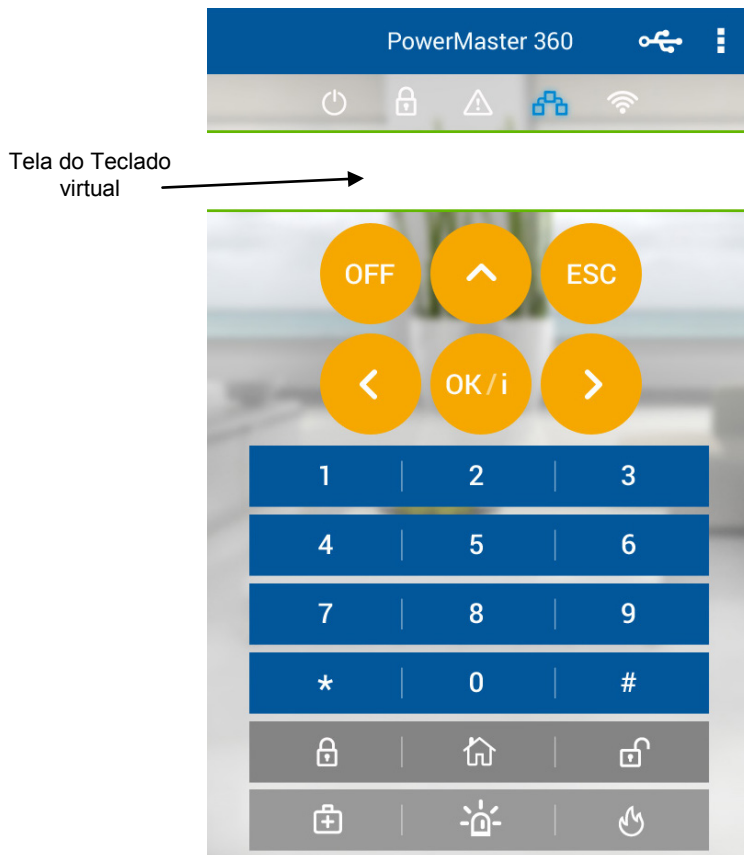 PowerMaster 360
Tela do Teclado
virtual
OFF
ESC
OK/i
1 2 3
4 5 6
7 8 9
* 0 #